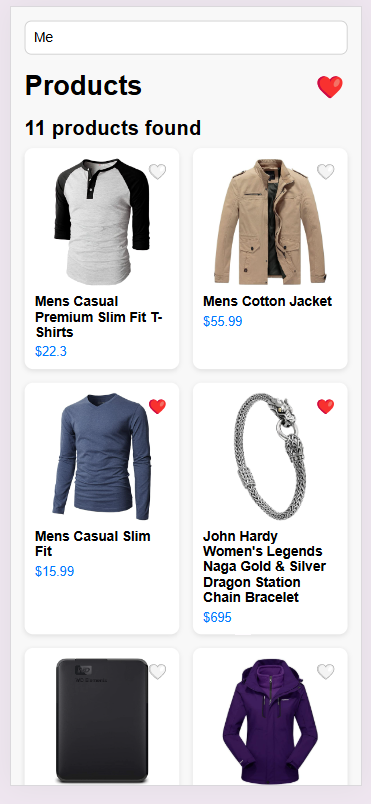 Me
Products
11 products found
Mens Casual
Premium Slim Fit T-
Shirts
$22.3
Mens Cotton Jacket
$55.99
Mens Casual Slim
Fit
$15.99
John Hardy
Women's Legends
Naga Gold & Silver
Dragon Station
Chain Bracelet
$695